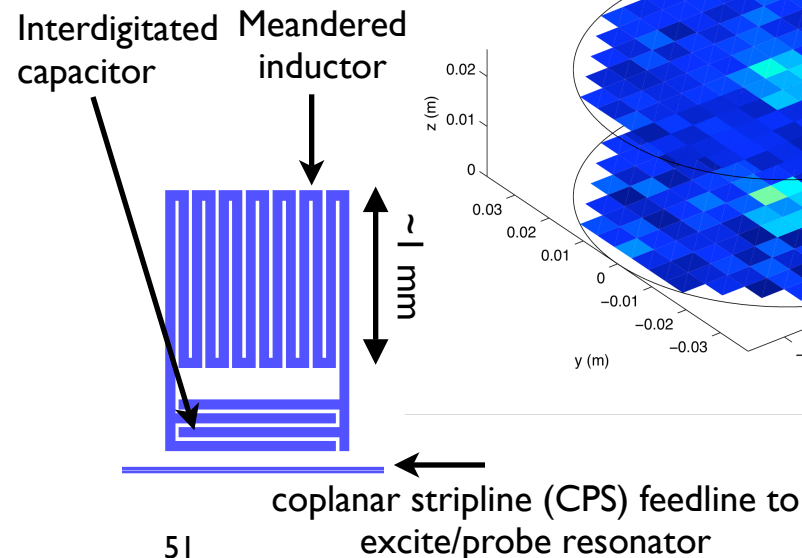 Interdigitated
capacitor
Meandered
inductor
~1 mm
z (m)
0.02
0.01
0
0.03
0.02
0.01
0
−0.01
−0.02
−0.03
y (m)
coplanar stripline (CPS) feedline to
excite/probe resonator
51